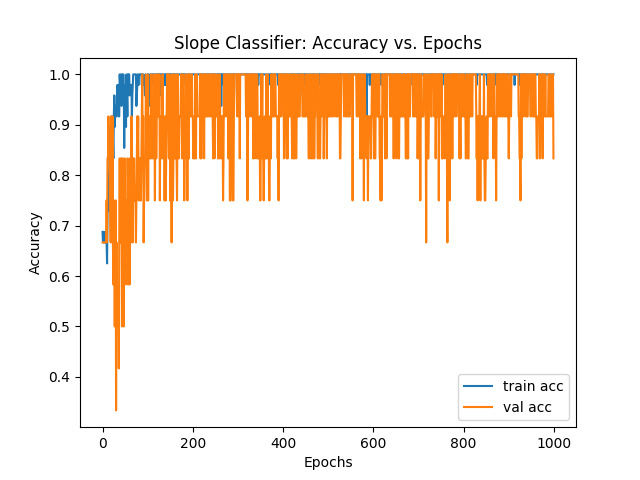 Slope Classifier: Accuracy vs. Epochs
1.0
0.9
0.8
0.7
0.6
0.5
0.4
Accuracy
train acc
val acc
0
200
400
600
800
1000
Epochs